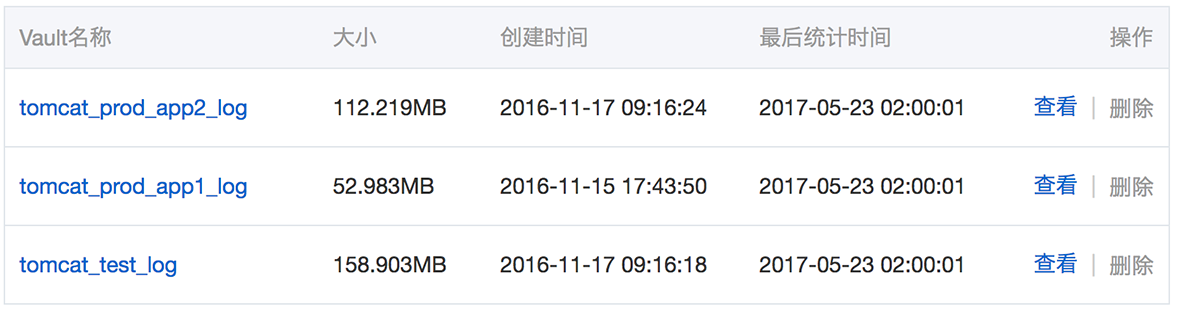 Vault名称 大小 创建时间 最后统计时间 操作
tomcat_prod_app2_log 112.219MB 2016-11-17 09:16:24 2017-05-23 02:00:01 查看 | 删除
tomcat_prod_app1_log 52.983MB 2016-11-15 17:43:50 2017-05-23 02:00:01 查看 | 删除
tomcat_test_log 158.903MB 2016-11-17 09:16:18 2017-05-23 02:00:01 查看 | 删除